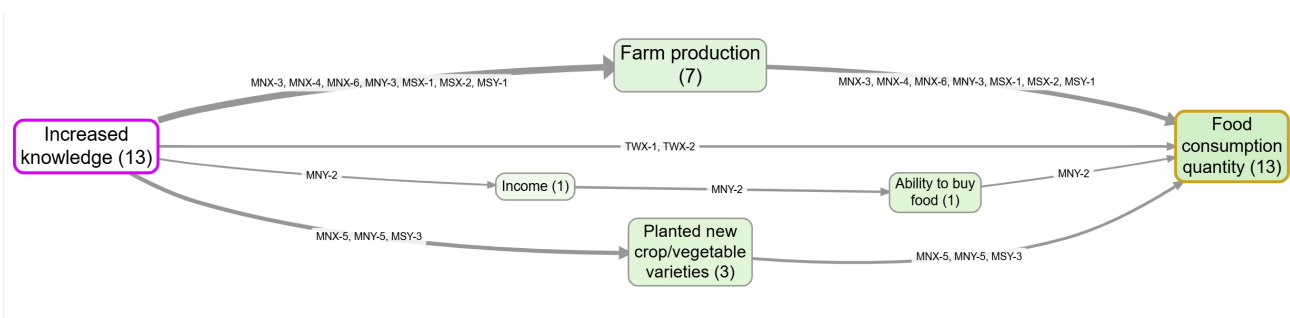 Farm production
(7)
MNX-3, MNX-4, MNX-6, MNY-3, MSX-1, MSX-2, MSY-1
MNX-3, MNX-4, MNX-6, MNY-3, MSX-1, MSX-2, MSY-1
Increased
knowledge (13)
TWX-1, TWX-2
Food
consumption
quantity (13)
MNY-2
Income (1)
MNY-2
Ability to buy
food (1)
MNY-2
MNX-5, MNY-5, MSY-3
Planted new
crop/vegetable
varieties (3)
MNX-5, MNY-5, MSY-3